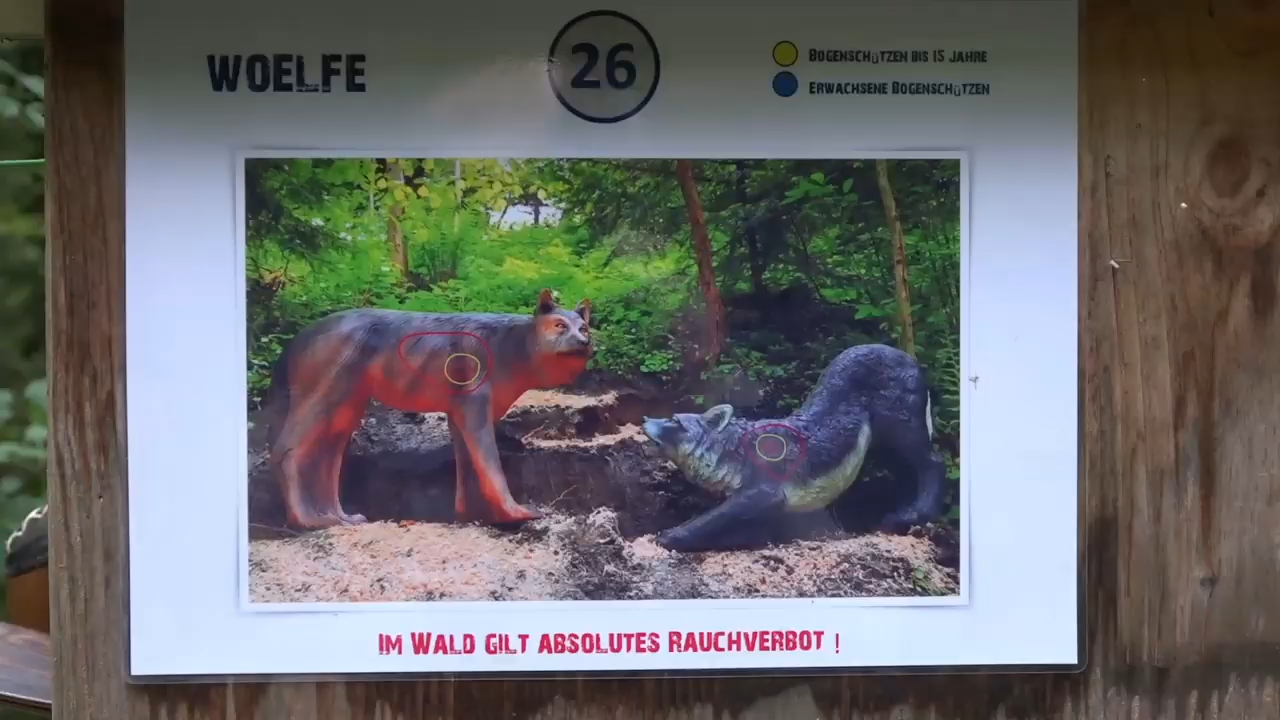 WOELFE
26
BOGENSCHÜTZEN BIS 15 JAHRE
ERWACHSENE BOGENSCHÜTZEN
IM WALD GILT ABSOLUTES RAUCHVERBOT !